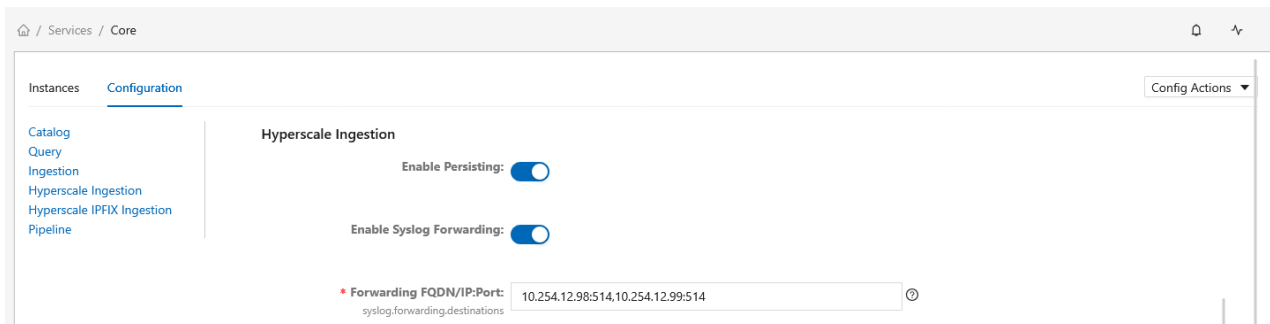 / Services / Core
Instances Configuration Config Actions
Catalog
Query
Ingestion
Hyperscale Ingestion
Hyperscale IPFIX Ingestion
Pipeline
Hyperscale Ingestion
Enable Persisting:
Enable Syslog Forwarding:
* Forwarding FQDN/IP:Port: 10.254.12.98:514,10.254.12.99:514
syslog.forwarding.destinations